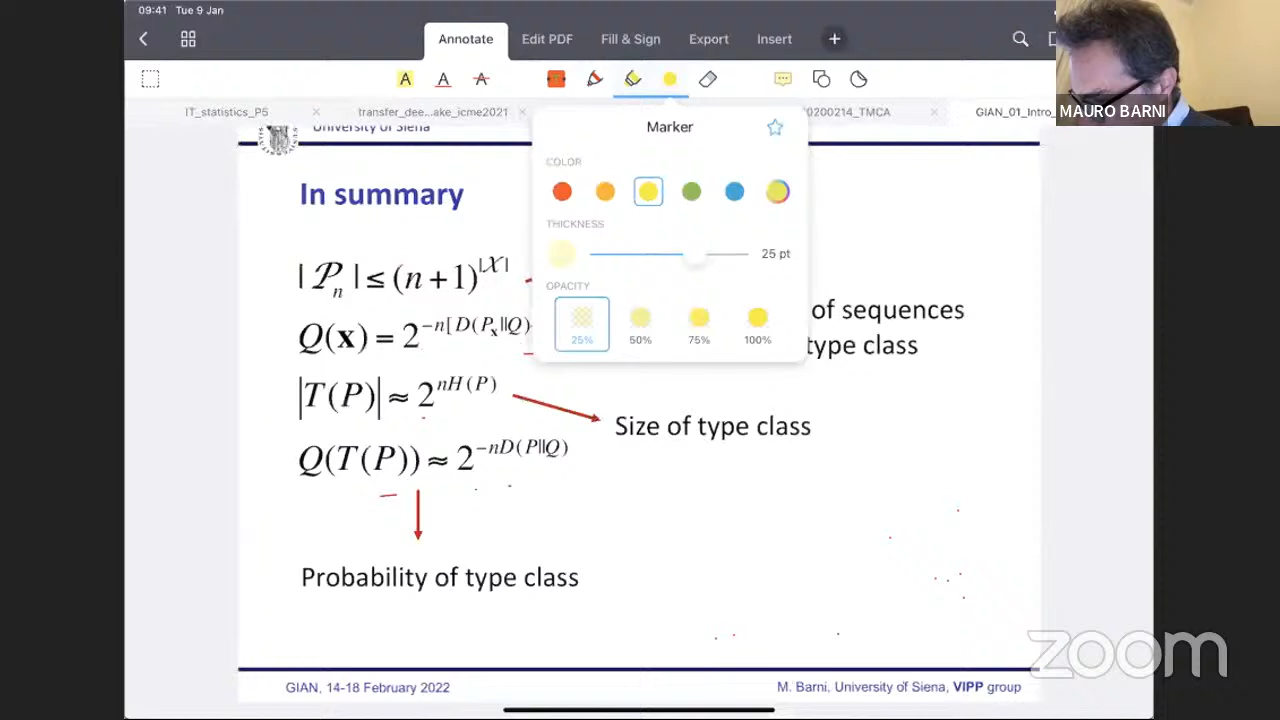 09:41 Tue 9 Jan
Annotate Edit PDF Fill & Sign Export Insert +
MAURO BARNI
IT_statistics_P5 × transfer_dee...ake_icme2021 × 0200214_TMCA × GIAN_01_Intro_
University of Siena
Marker
COLOR
THICKNESS
25 pt
OPACITY
25% 50% 75% 100%
In summary
|𝒫ₙ| ≤ (n+1)^|𝒳|
Q(𝐱) = 2^−n[D(P_𝐱||Q)
of sequences
type class
|T(P)| ≈ 2^nH(P)
Size of type class
Q(T(P)) ≈ 2^−nD(P||Q)
Probability of type class
zoom
GIAN, 14-18 February 2022 M. Barni, University of Siena, VIPP group